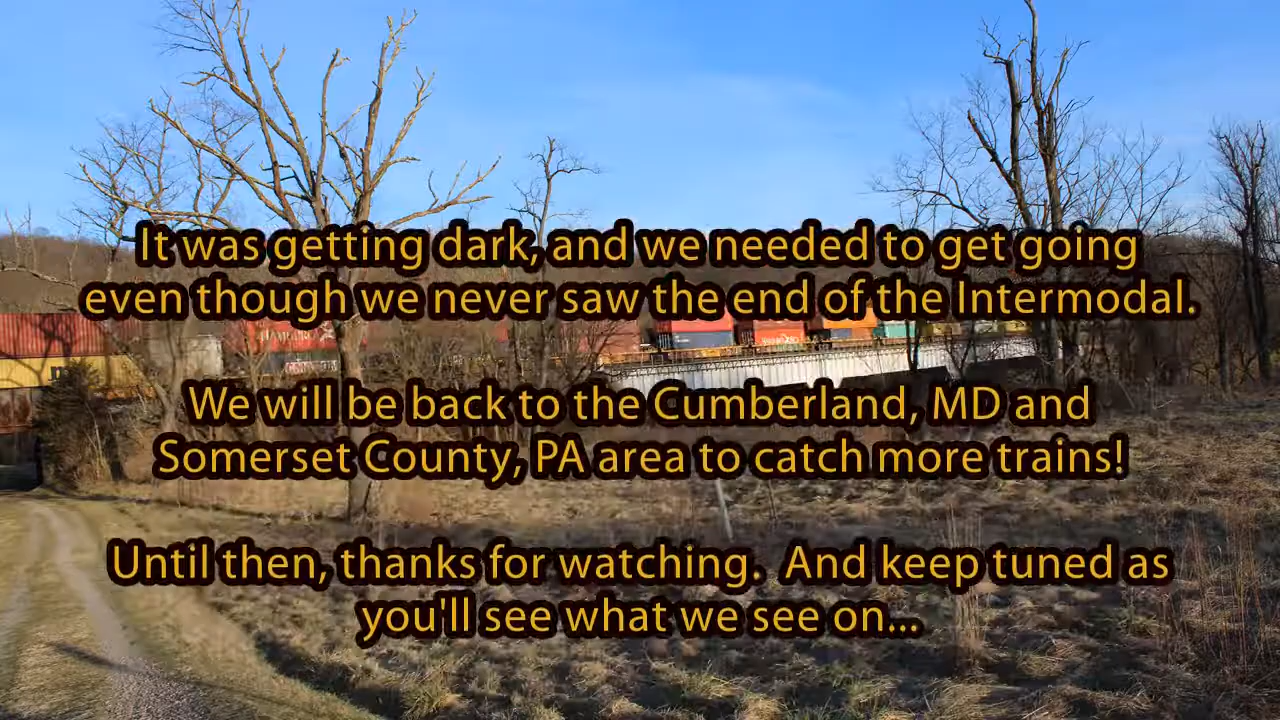 It was getting dark, and we needed to get going
even though we never saw the end of the Intermodal.
We will be back to the Cumberland, MD and
Somerset County, PA area to catch more trains!
Until then, thanks for watching.  And keep tuned as
you'll see what we see on...